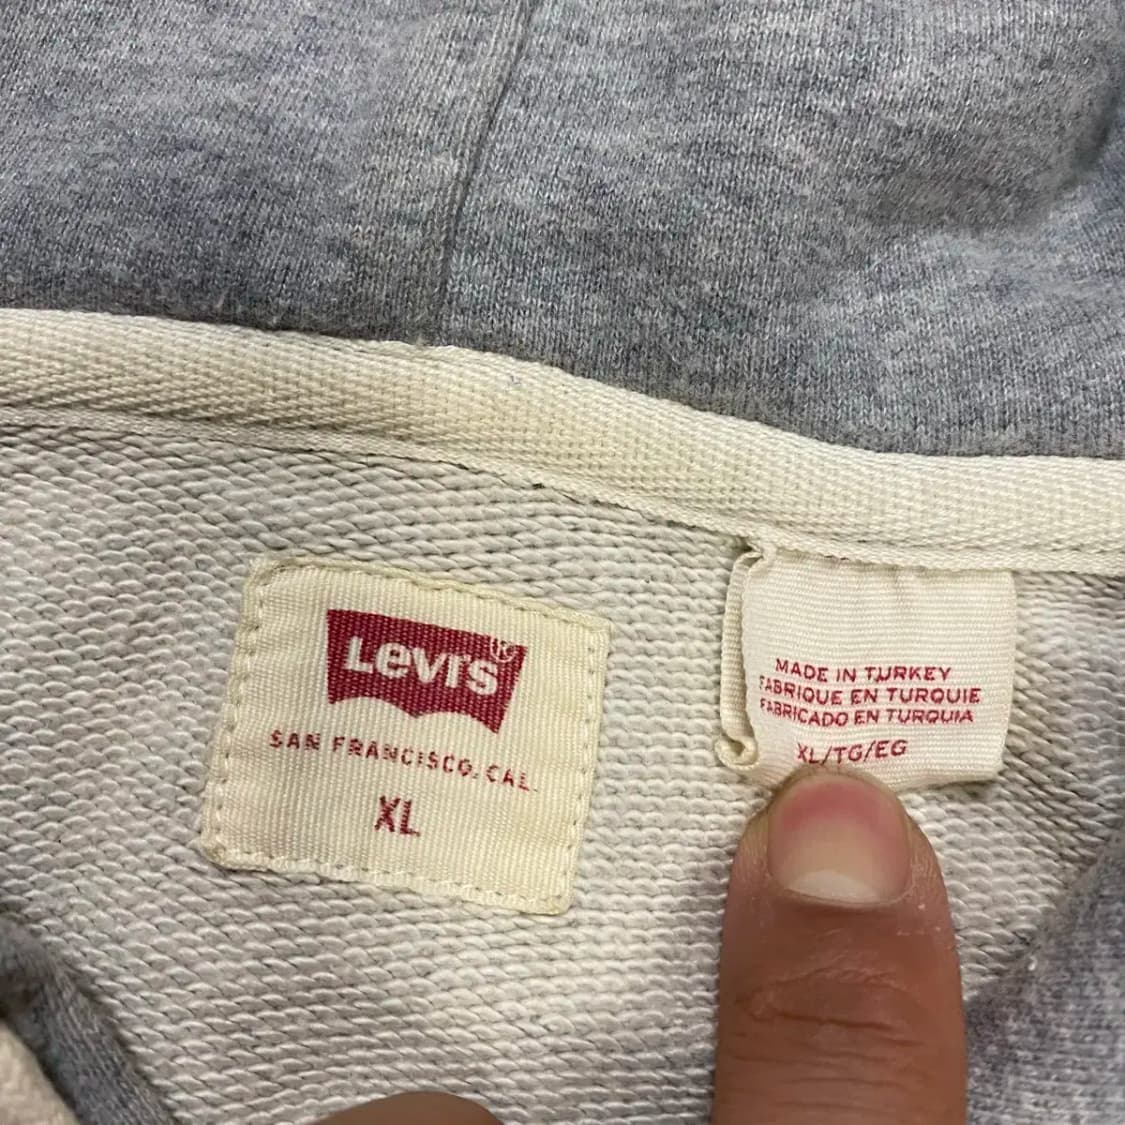 Levi's®
SAN FRANCISCO, CAL.
XL
MADE IN TURKEY
FABRIQUE EN TURQUIE
FABRICADO EN TURQUIA
XL/TG/EG